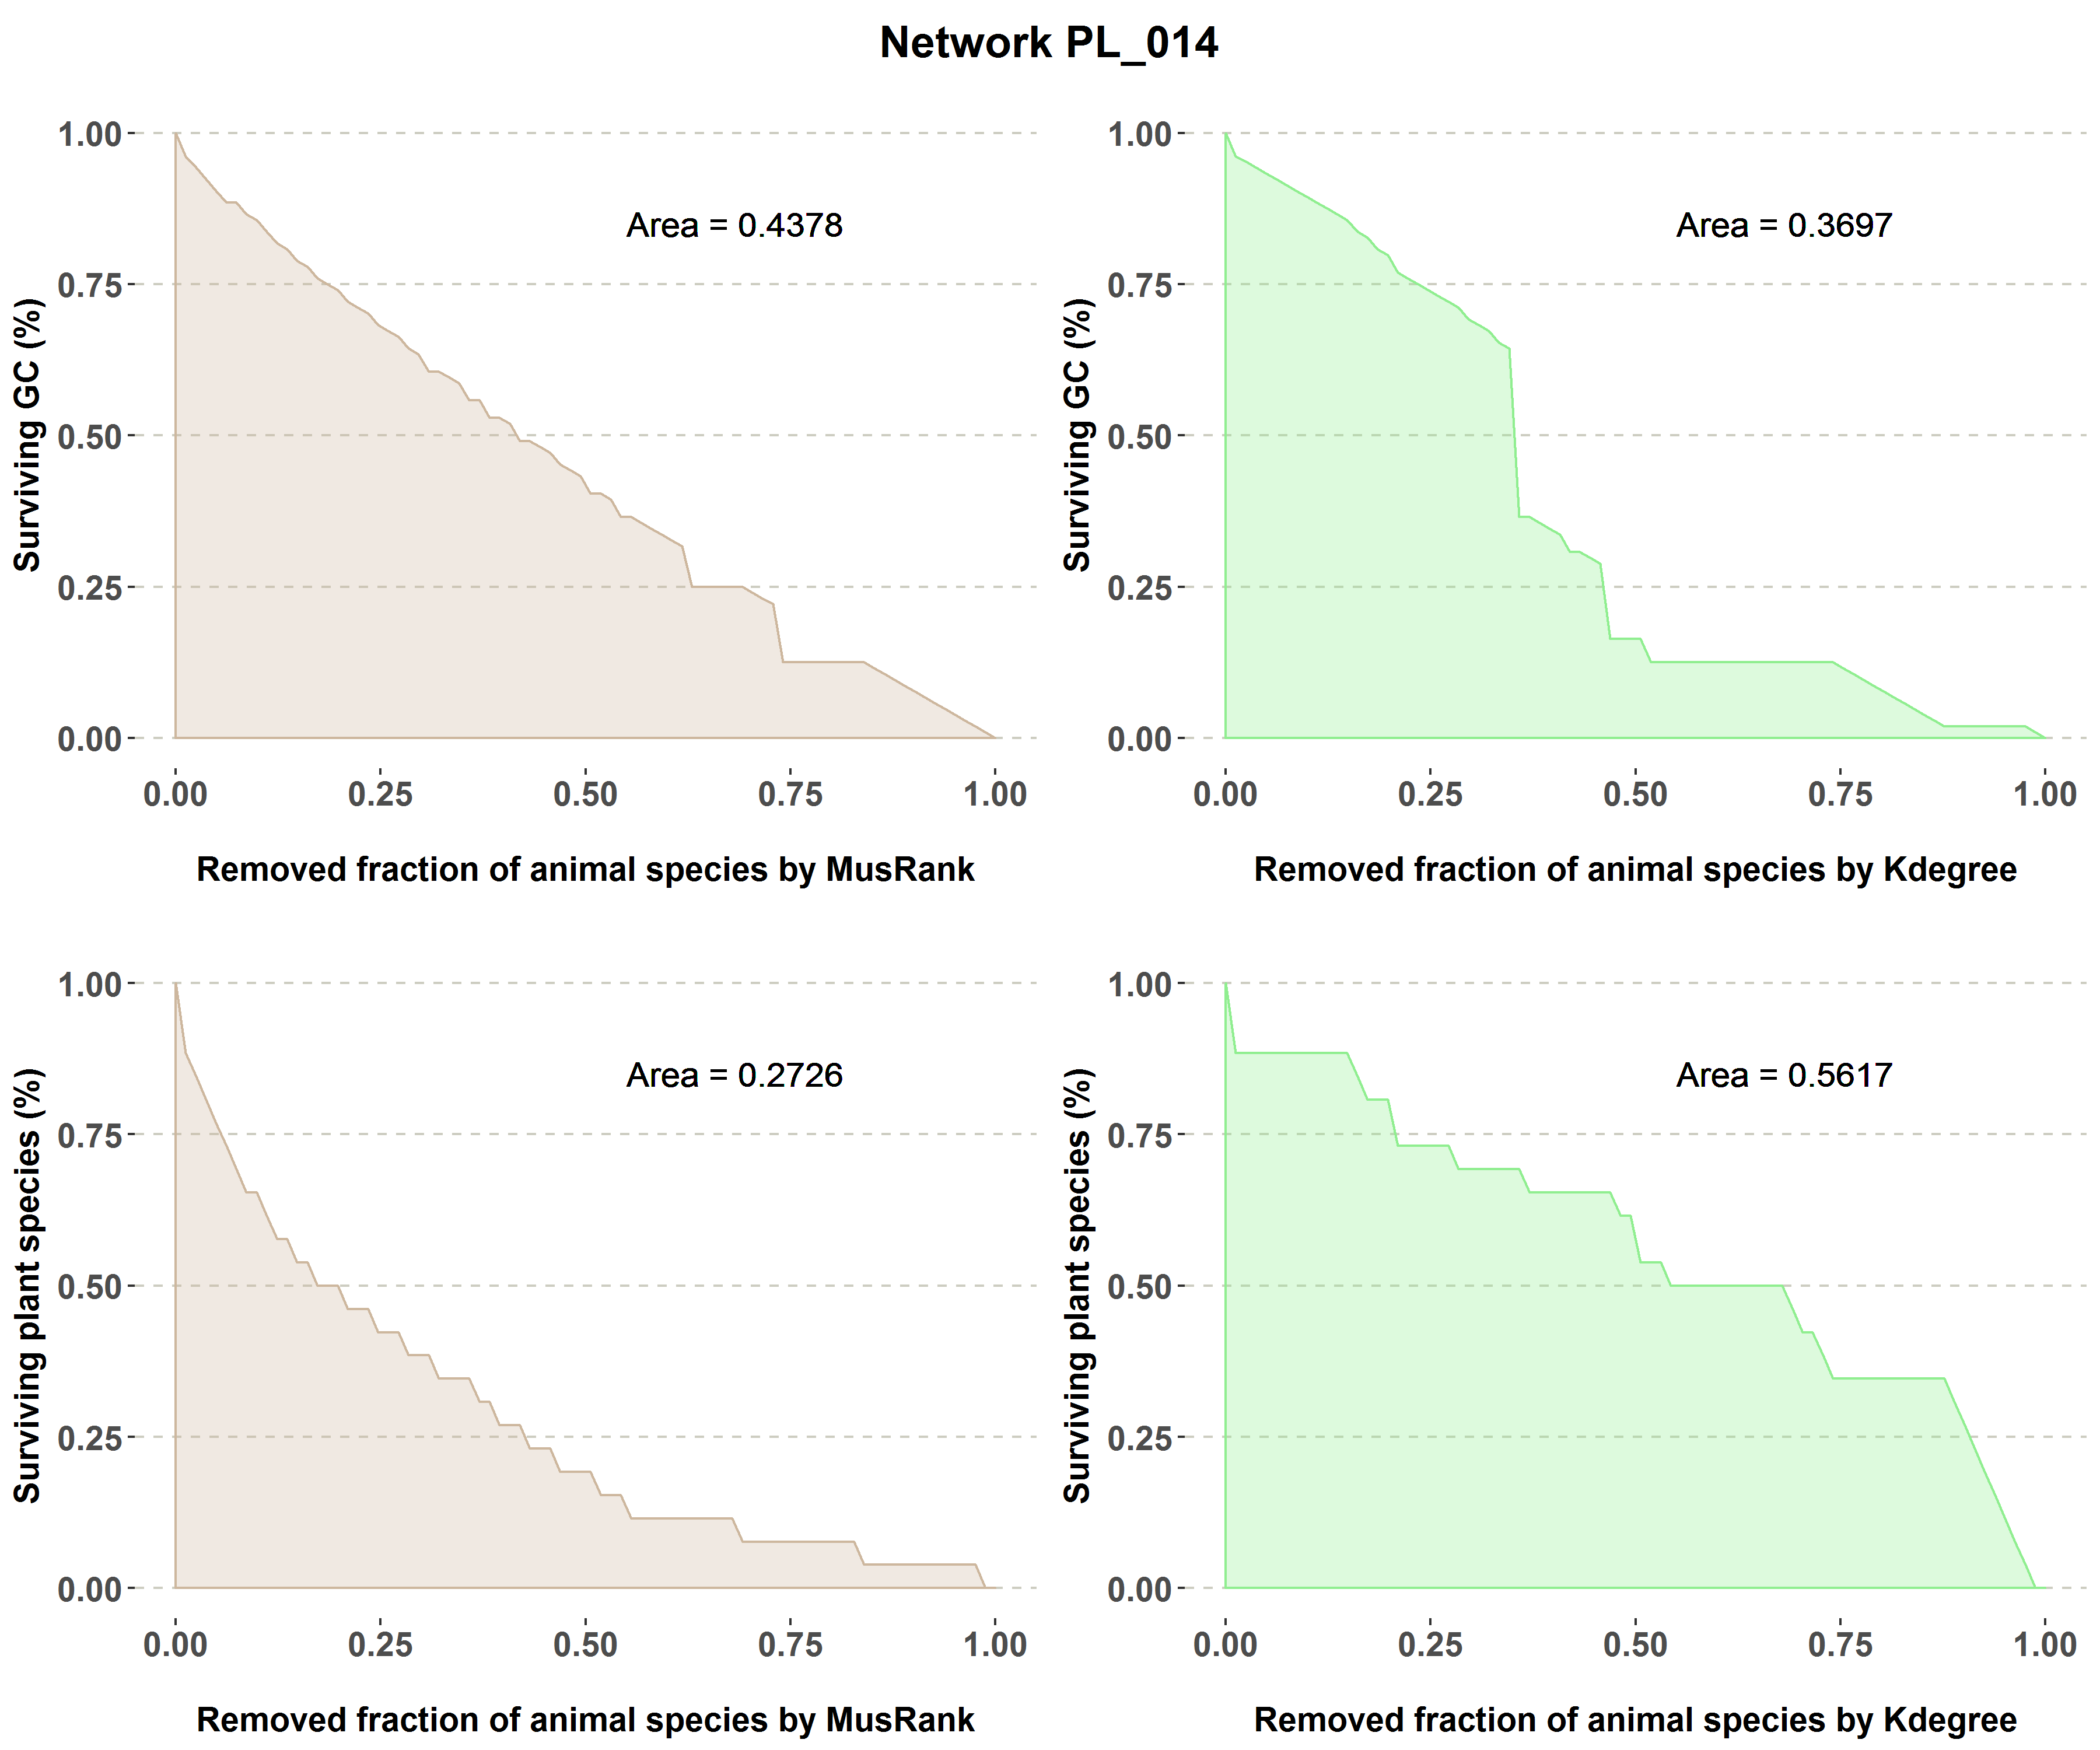 Network PL_014
1.00
0.75
0.50
0.25
0.00
Surviving GC (%)
Area = 0.4378
0.00 0.25 0.50 0.75 1.00
Removed fraction of animal species by MusRank
1.00
0.75
0.50
0.25
0.00
Surviving GC (%)
Area = 0.3697
0.00 0.25 0.50 0.75 1.00
Removed fraction of animal species by Kdegree
1.00
0.75
0.50
0.25
0.00
Surviving plant species (%)
Area = 0.2726
0.00 0.25 0.50 0.75 1.00
Removed fraction of animal species by MusRank
1.00
0.75
0.50
0.25
0.00
Surviving plant species (%)
Area = 0.5617
0.00 0.25 0.50 0.75 1.00
Removed fraction of animal species by Kdegree